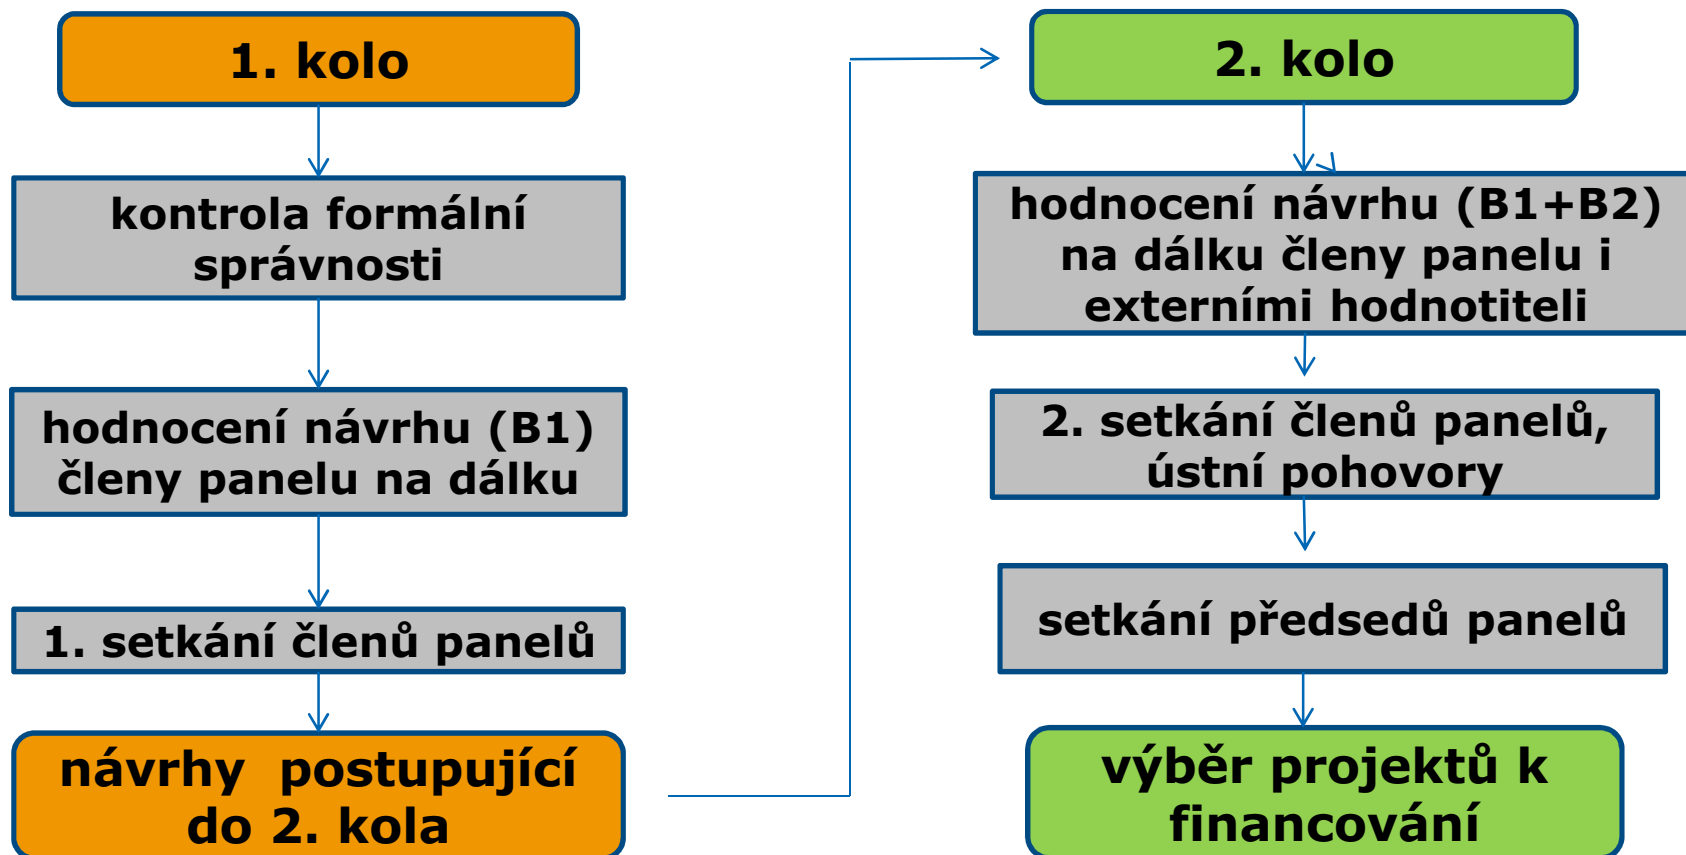 1. kolo
kontrola formální
správnosti
hodnocení návrhu (B1)
členy panelu na dálku
1. setkání členů panelů
návrhy  postupující
do 2. kola
2. kolo
hodnocení návrhu (B1+B2)
na dálku členy panelu i
externími hodnotiteli
2. setkání členů panelů,
ústní pohovory
setkání předsedů panelů
výběr projektů k
financování